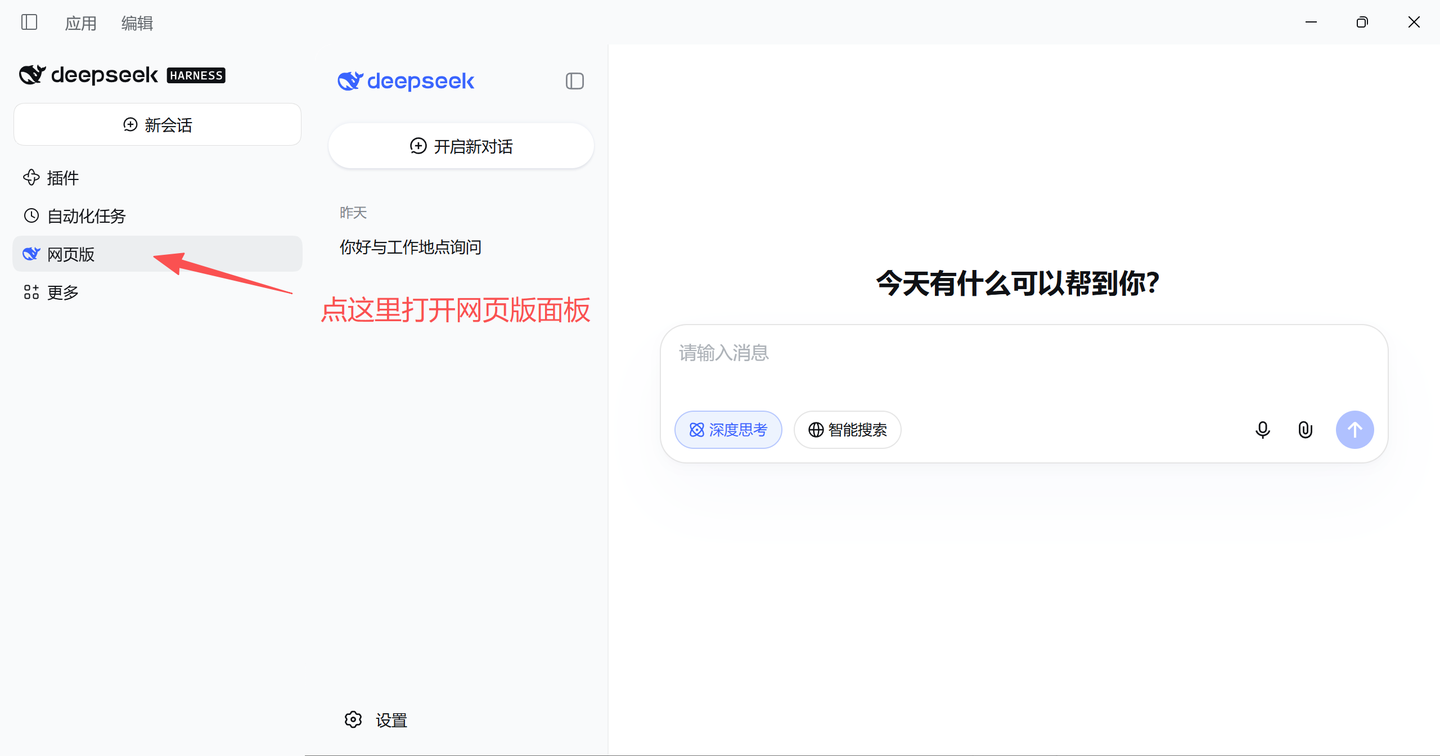 应用 编辑
deepseek HARNESS
新会话
插件
自动化任务
网页版
更多
deepseek
开启新对话
昨天
你好与工作地点询问
点这里打开网页版面板
设置
今天有什么可以帮到你?
请输入消息
深度思考 智能搜索